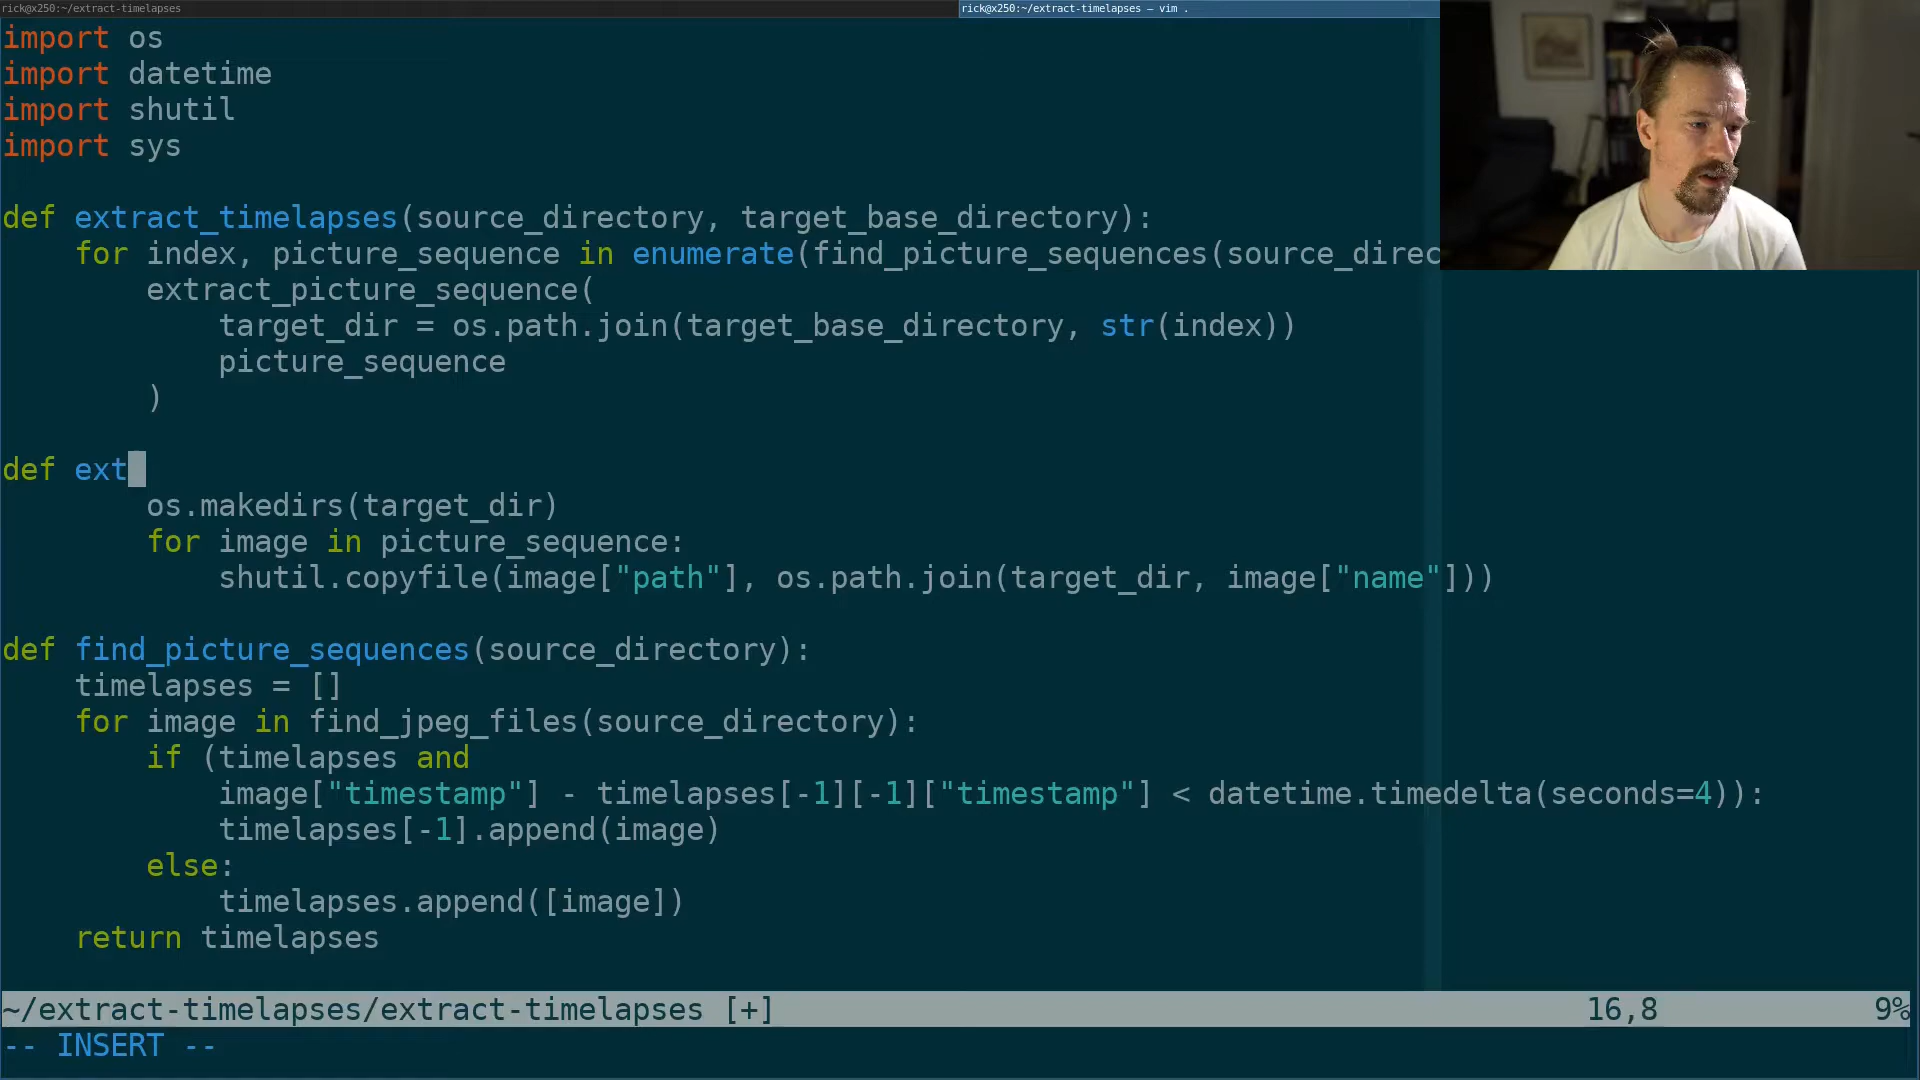 rick@x250:~/extract-timelapses
rick@x250:~/extract-timelapses — vim .
import os
import datetime
import shutil
import sys
def extract_timelapses(source_directory, target_base_directory):
    for index, picture_sequence in enumerate(find_picture_sequences(source_direc
        extract_picture_sequence(
            target_dir = os.path.join(target_base_directory, str(index))
            picture_sequence
        )
def ext
        os.makedirs(target_dir)
        for image in picture_sequence:
            shutil.copyfile(image["path"], os.path.join(target_dir, image["name"]))
def find_picture_sequences(source_directory):
    timelapses = []
    for image in find_jpeg_files(source_directory):
        if (timelapses and
            image["timestamp"] - timelapses[-1][-1]["timestamp"] < datetime.timedelta(seconds=4)):
            timelapses[-1].append(image)
        else:
            timelapses.append([image])
    return timelapses
~/extract-timelapses/extract-timelapses [+] 16,8 9%
-- INSERT --